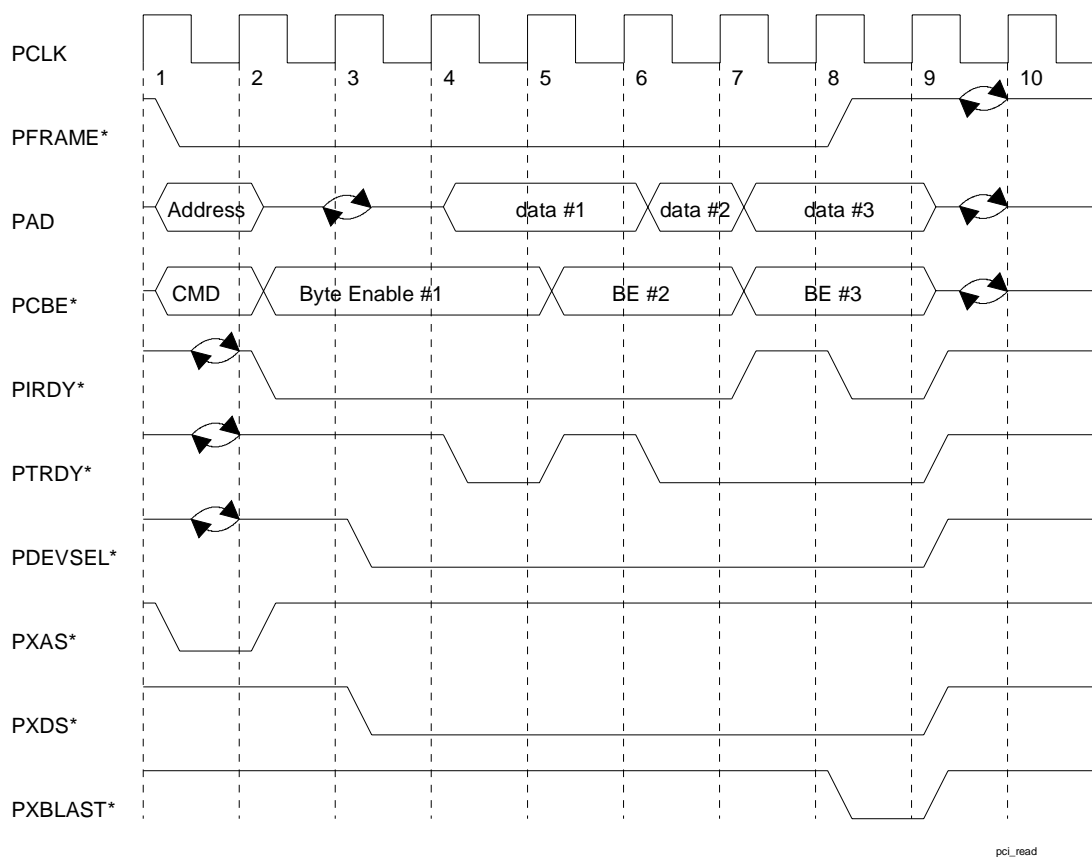 PCLK
1 2 3 4 5 6 7 8 9 10
PFRAME*
PAD Address data #1 data #2 data #3
PCBE* CMD Byte Enable #1 BE #2 BE #3
PIRDY*
PTRDY*
PDEVSEL*
PXAS*
PXDS*
PXBLAST*
pci_read